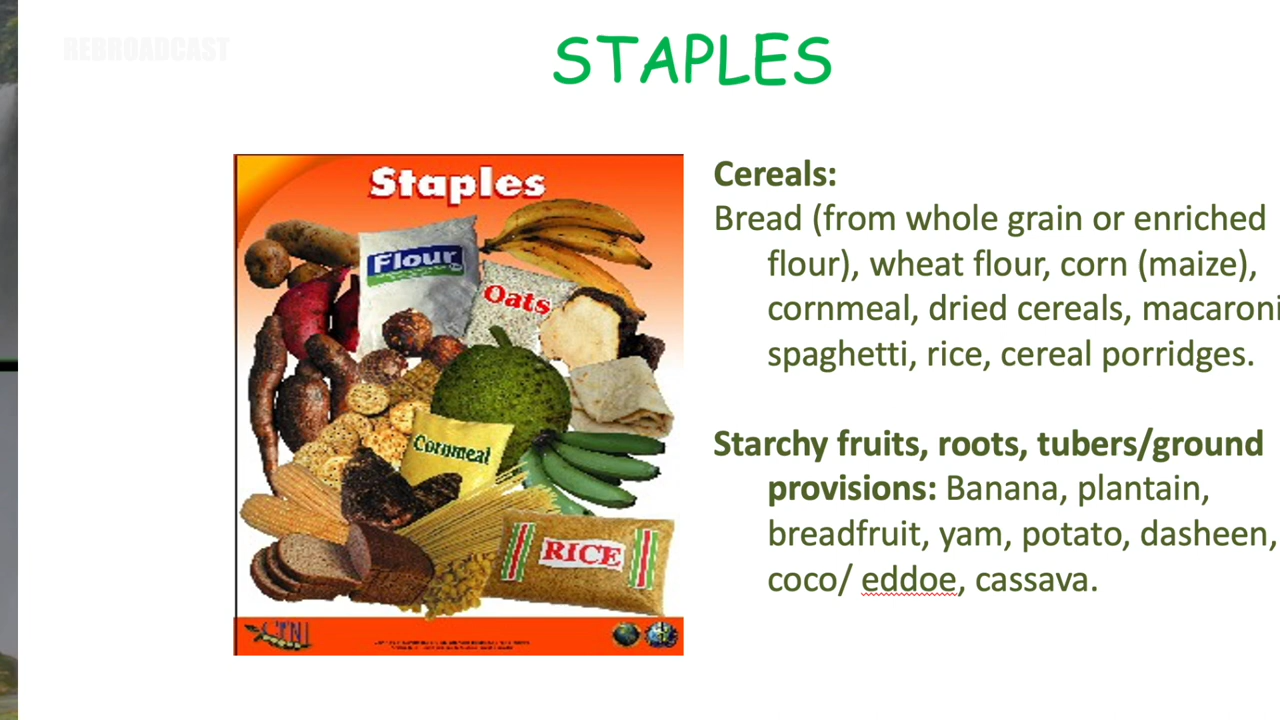 REBROADCAST
STAPLES
Staples
Flour
Oats
Cornmeal
RICE
Cereals:
Bread (from whole grain or enriched
flour), wheat flour, corn (maize),
cornmeal, dried cereals, macaroni
spaghetti, rice, cereal porridges.
Starchy fruits, roots, tubers/ground
provisions: Banana, plantain,
breadfruit, yam, potato, dasheen,
coco/ eddoe, cassava.